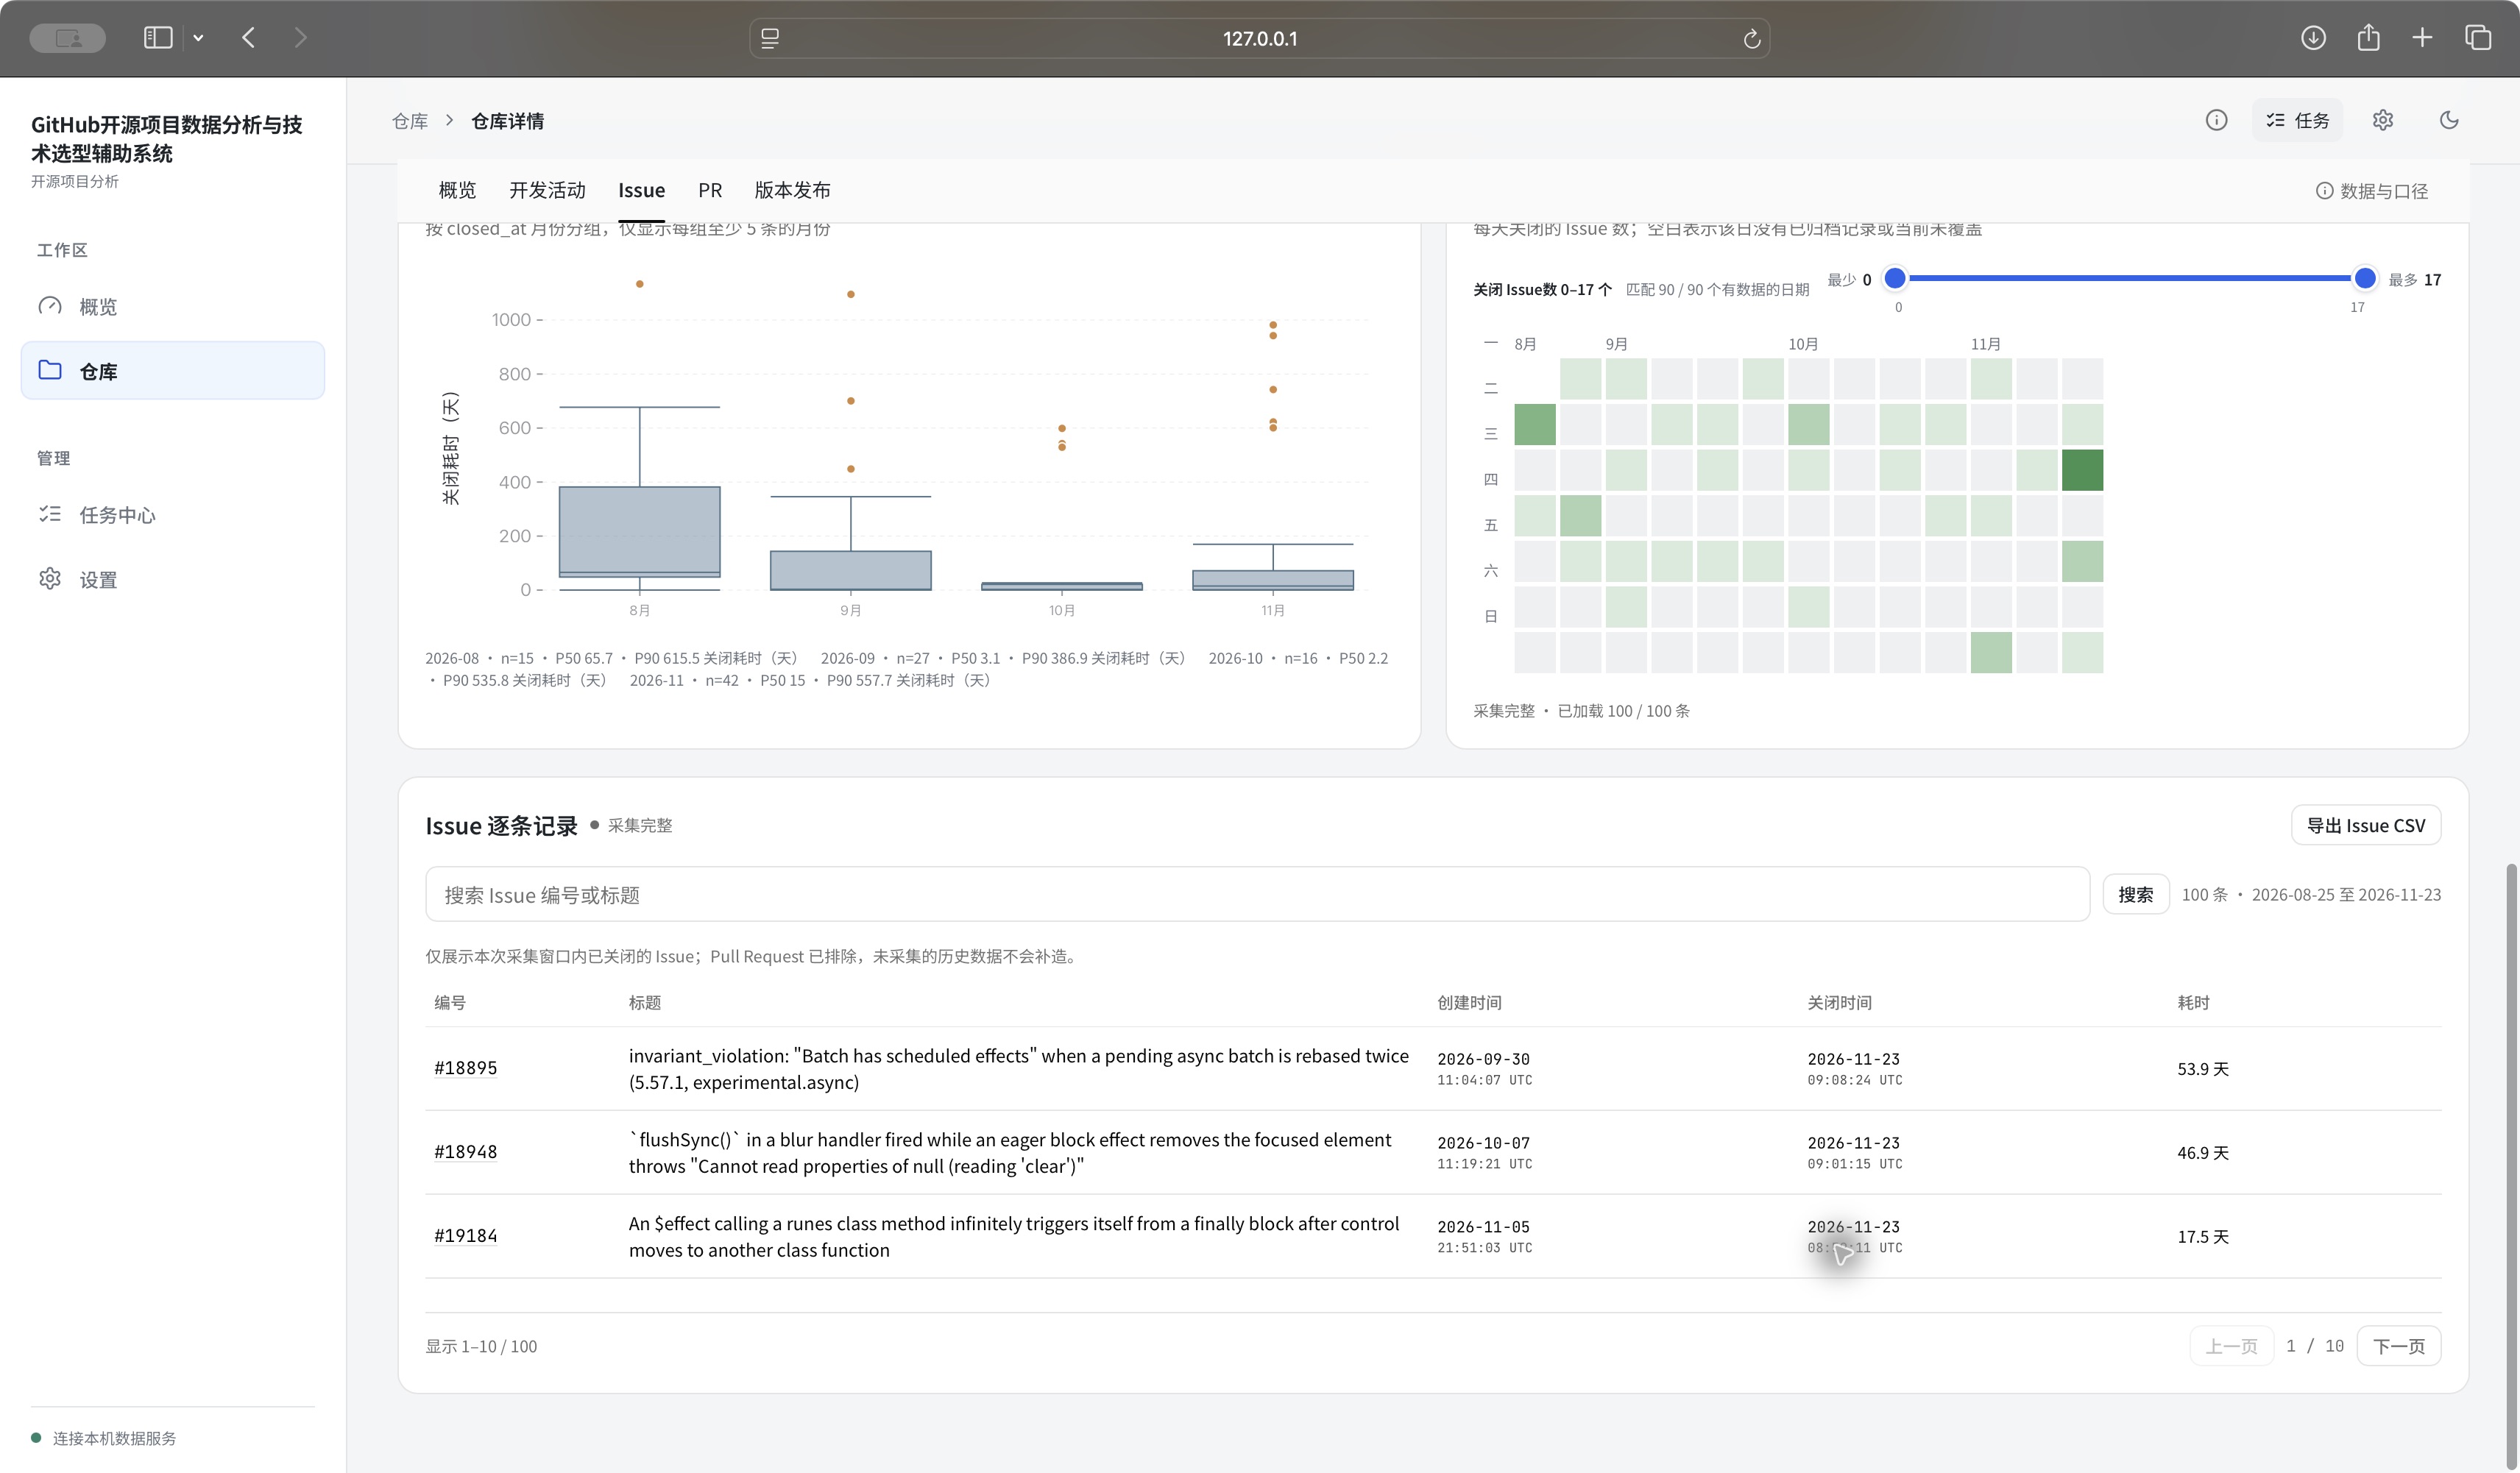 127.0.0.1
GitHub开源项目数据分析与技
术选型辅助系统
开源项目分析
工作区
概览
仓库
管理
任务中心
设置
连接本机数据服务
仓库 > 仓库详情
任务
概览 开发活动 Issue PR 版本发布
数据与口径
按 closed_at 月份分组，仅显示每组至少 5 条的月份
关闭耗时（天）
1000
800
600
400
200
0
8月 9月 10月 11月
2026-08 · n=15 · P50 65.7 · P90 615.5 关闭耗时（天） 2026-09 · n=27 · P50 3.1 · P90 386.9 关闭耗时（天） 2026-10 · n=16 · P50 2.2
· P90 535.8 关闭耗时（天） 2026-11 · n=42 · P50 15 · P90 557.7 关闭耗时（天）
每天关闭的 Issue 数；空白表示该日没有已归档记录或当前未覆盖
关闭 Issue数 0–17 个 匹配 90 / 90 个有数据的日期 最少 0 最多 17
0 17
8月 9月 10月 11月
一
二
三
四
五
六
日
采集完整 · 已加载 100 / 100 条
Issue 逐条记录 采集完整
导出 Issue CSV
搜索 Issue 编号或标题
搜索
100 条 · 2026-08-25 至 2026-11-23
仅展示本次采集窗口内已关闭的 Issue；Pull Request 已排除，未采集的历史数据不会补造。
编号 标题 创建时间 关闭时间 耗时
#18895
invariant_violation: "Batch has scheduled effects" when a pending async batch is rebased twice
(5.57.1, experimental.async)
2026-09-30
11:04:07 UTC
2026-11-23
09:08:24 UTC
53.9 天
#18948
`flushSync()` in a blur handler fired while an eager block effect removes the focused element
throws "Cannot read properties of null (reading 'clear')"
2026-10-07
11:19:21 UTC
2026-11-23
09:01:15 UTC
46.9 天
#19184
An $effect calling a runes class method infinitely triggers itself from a finally block after control
moves to another class function
2026-11-05
21:51:03 UTC
2026-11-23
UTC
17.5 天
显示 1–10 / 100
上一页 1 / 10 下一页